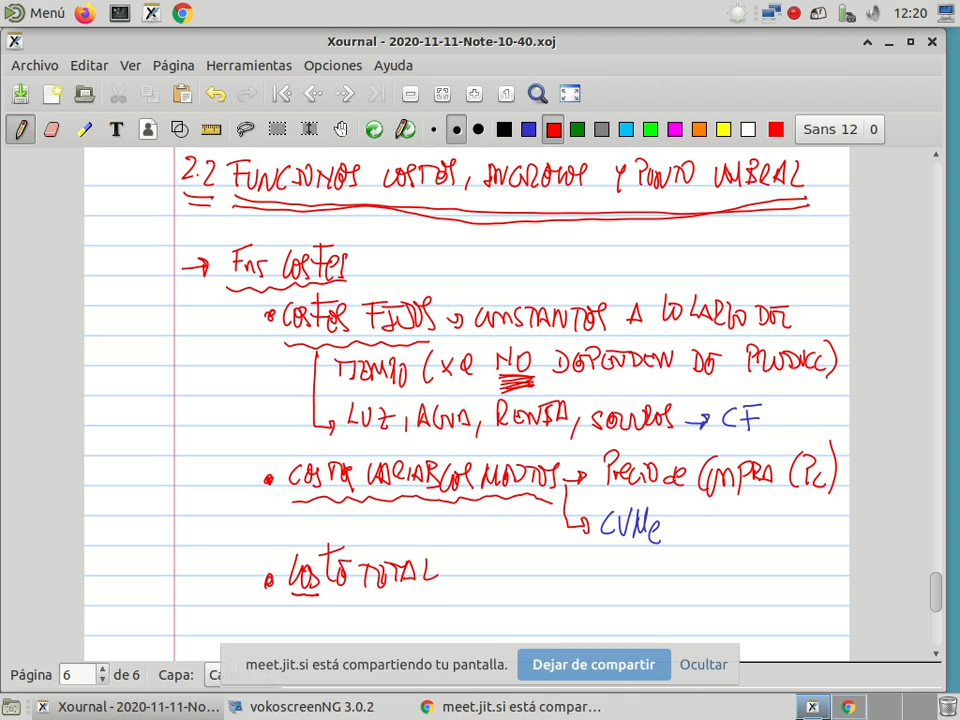 Menú
12:20
Xournal - 2020-11-11-Note-10-40.xoj
Archivo Editar Ver Página Herramientas Opciones Ayuda
Sans 12 0
2.2 FUNCIONES COSTOS, INGRESOS Y PUNTO UMBRAL
→ Fns COSTES
• COSTES FIJOS → CONSTANTES A LO LARGO DEL
TIEMPO (XQ NO DEPENDEN DE PRODUCC)
↳ LUZ, AGUA, RENTA, → CF
• COSTES VARIABLES MEDIOS → PRECIO de COMPRA (Pc)
↳ CVMe
• COSTO TOTAL
meet.jit.si está compartiendo tu pantalla. Dejar de compartir Ocultar
Página 6 de 6 Capa: Ca
Xournal - 2020-11-11-No... vokoscreenNG 3.0.2 meet.jit.si está compar...